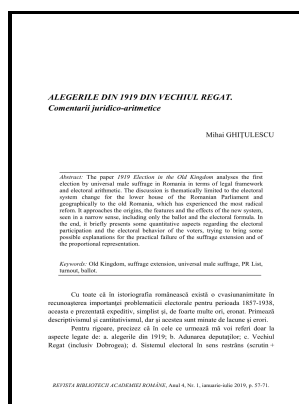 ALEGERILE DIN 1919 DIN VECHIUL REGAT.
Comentarii juridico-aritmetice
Mihai GHIȚULESCU
Abstract: The paper 1919 Election in the Old Kingdom analyses the first
election by universal male suffrage in Romania in terms of legal framework
and electoral arithmetic. The discussion is thematically limited to the electoral
system change for the lower house of the Romanian Parliament and
geographically to the old Romania, which has experienced the most radical
reform. It approaches the origins, the features and the effects of the new system,
seen in a narrow sense, including only the ballot and the electoral formula. In
the end, it briefly presents some quantitative aspects regarding the electoral
participation and the electoral behavior of the voters, trying to bring some
possible explanations for the practical failure of the suffrage extension and of
the proportional representation.
Keywords: Old Kingdom, suffrage extension, universal male suffrage, PR List,
turnout, ballot.
Cu toate că în istoriografia românească există o cvasiunanimitate în
recunoașterea importanței problematicii electorale pentru perioada 1857-1938,
aceasta e prezentată expeditiv, simplist și, de foarte multe ori, eronat. Primează
descriptivismul și cantitativismul, dar și acestea sunt minate de lacune și erori.
Pentru rigoare, precizez că în cele ce urmează mă voi referi doar la
aspecte legate de: a. alegerile din 1919; b. Adunarea deputaților; c. Vechiul
Regat (inclusiv Dobrogea); d. Sistemul electoral în sens restrâns (scrutin +
REVISTA BIBLIOTECII ACADEMIEI ROMÂNE, Anul 4, Nr. 1, ianuarie-iulie 2019, p. 57-71.